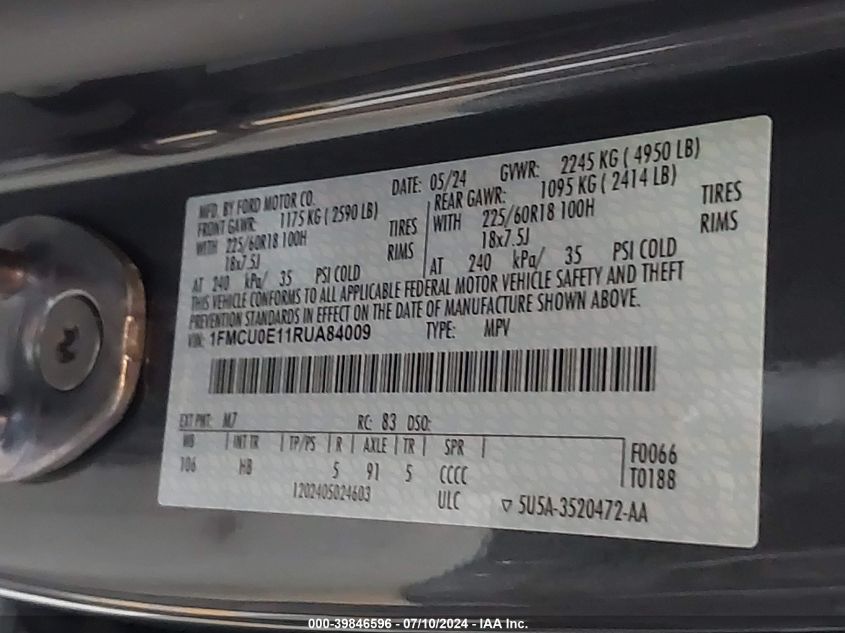 MFD. BY FORD MOTOR CO. DATE: 05/24 GVWR: 2245 KG ( 4950 LB)
FRONT GAWR: 1175 KG ( 2590 LB) REAR GAWR: 1095 KG ( 2414 LB)
WITH 225/60R18 100H TIRES WITH 225/60R18 100H TIRES
18x7.5J RIMS 18x7.5J RIMS
AT 240 kPa/ 35 PSI COLD AT 240 kPa/ 35 PSI COLD
THIS VEHICLE CONFORMS TO ALL APPLICABLE FEDERAL MOTOR VEHICLE SAFETY AND THEFT
PREVENTION STANDARDS IN EFFECT ON THE DATE OF MANUFACTURE SHOWN ABOVE.
VIN: 1FMCU0E11RUA84009 TYPE: MPV
EXT PNT: M7 RC: 83 DSO:
WB | INT TR | TP/PS | R | AXLE | TR | SPR | F0066
106 HB 5 91 5 CCCC T0188
1202405024603 ULC ▽ 5U5A-3520472-AA
000-39846596 - 07/10/2024 - IAA Inc.